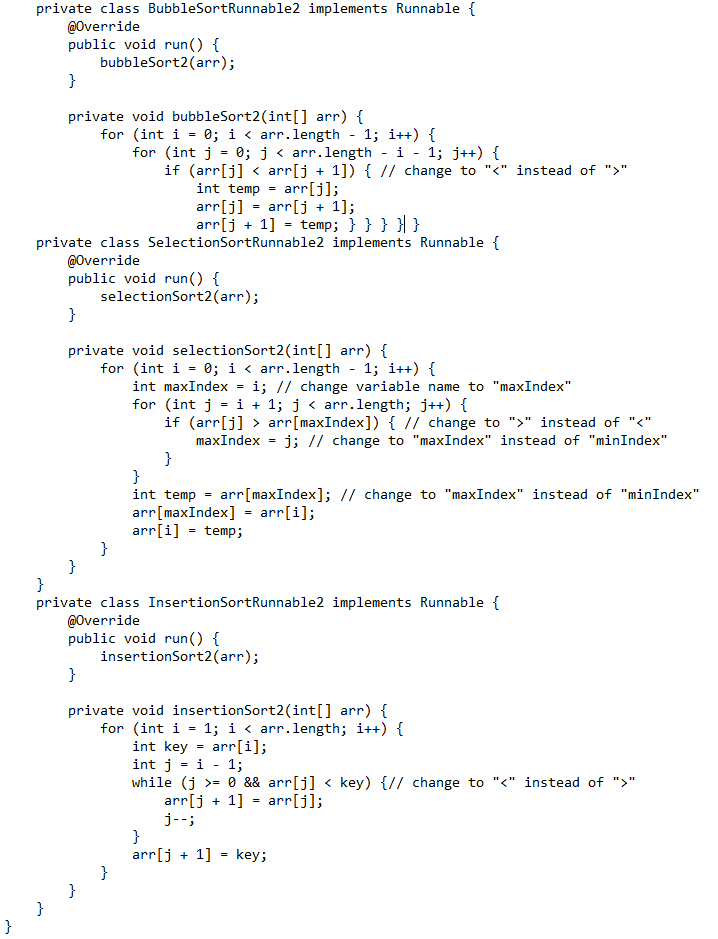 private class BubbleSortRunnable2 implements Runnable {
        @Override
        public void run() {
            bubbleSort2(arr);
        }

        private void bubbleSort2(int[] arr) {
            for (int i = 0; i < arr.length - 1; i++) {
                for (int j = 0; j < arr.length - i - 1; j++) {
                    if (arr[j] < arr[j + 1]) { // change to "<" instead of ">"
                        int temp = arr[j];
                        arr[j] = arr[j + 1];
                        arr[j + 1] = temp; } } } } }
    private class SelectionSortRunnable2 implements Runnable {
        @Override
        public void run() {
            selectionSort2(arr);
        }

        private void selectionSort2(int[] arr) {
            for (int i = 0; i < arr.length - 1; i++) {
                int maxIndex = i; // change variable name to "maxIndex"
                for (int j = i + 1; j < arr.length; j++) {
                    if (arr[j] > arr[maxIndex]) { // change to ">" instead of "<"
                        maxIndex = j; // change to "maxIndex" instead of "minIndex"
                    }
                }
                int temp = arr[maxIndex]; // change to "maxIndex" instead of "minIndex"
                arr[maxIndex] = arr[i];
                arr[i] = temp;
            }
        }
    }
    private class InsertionSortRunnable2 implements Runnable {
        @Override
        public void run() {
            insertionSort2(arr);
        }

        private void insertionSort2(int[] arr) {
            for (int i = 1; i < arr.length; i++) {
                int key = arr[i];
                int j = i - 1;
                while (j >= 0 && arr[j] < key) {// change to "<" instead of ">"
                    arr[j + 1] = arr[j];
                    j--;
                }
                arr[j + 1] = key;
            }
        }
    }
}